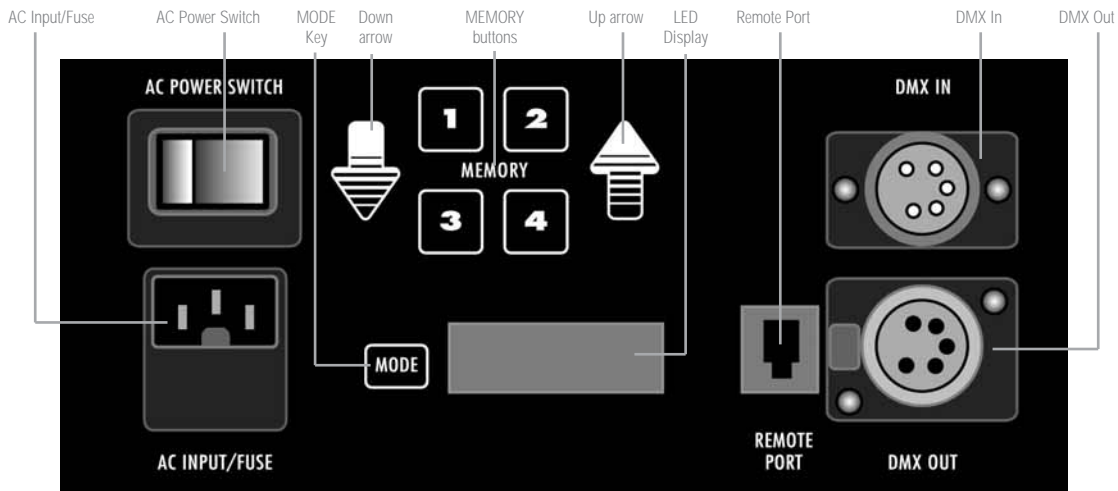 AC Input/Fuse
AC Power Switch
MODE
Key
Down
arrow
MEMORY
buttons
Up arrow
LED
Display
Remote Port
DMX In
DMX Out
AC POWER SWITCH
1
2
MEMORY
3
4
DMX IN
MODE
AC INPUT/FUSE
REMOTE
PORT
DMX OUT